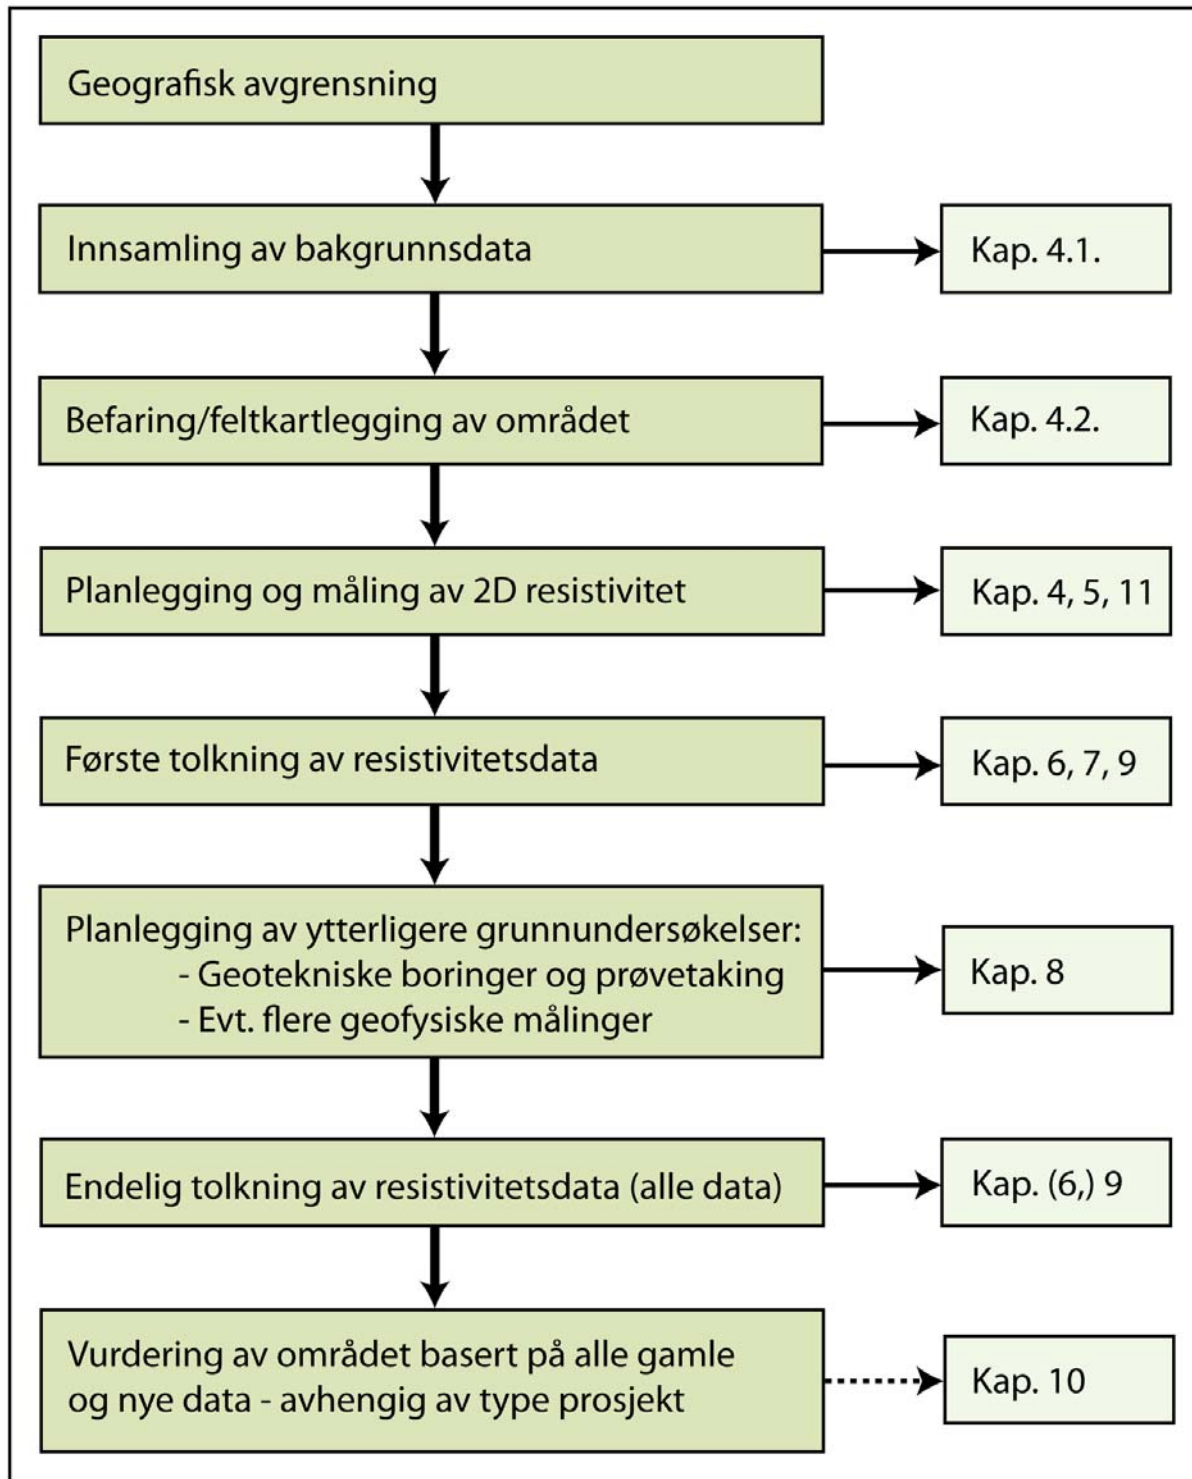 Geografisk avgrensning
Innsamling av bakgrunnsdata
Kap. 4.1.
Befaring/feltkartlegging av området
Kap. 4.2.
Planlegging og måling av 2D resistivitet
Kap. 4, 5, 11
Første tolkning av resistivitetsdata
Kap. 6, 7, 9
Planlegging av ytterligere grunnundersøkelser:
- Geotekniske boringer og prøvetaking
- Evt. flere geofysiske målinger
Kap. 8
Endelig tolkning av resistivitetsdata (alle data)
Kap. (6,) 9
Vurdering av området basert på alle gamle
og nye data - avhengig av type prosjekt
Kap. 10